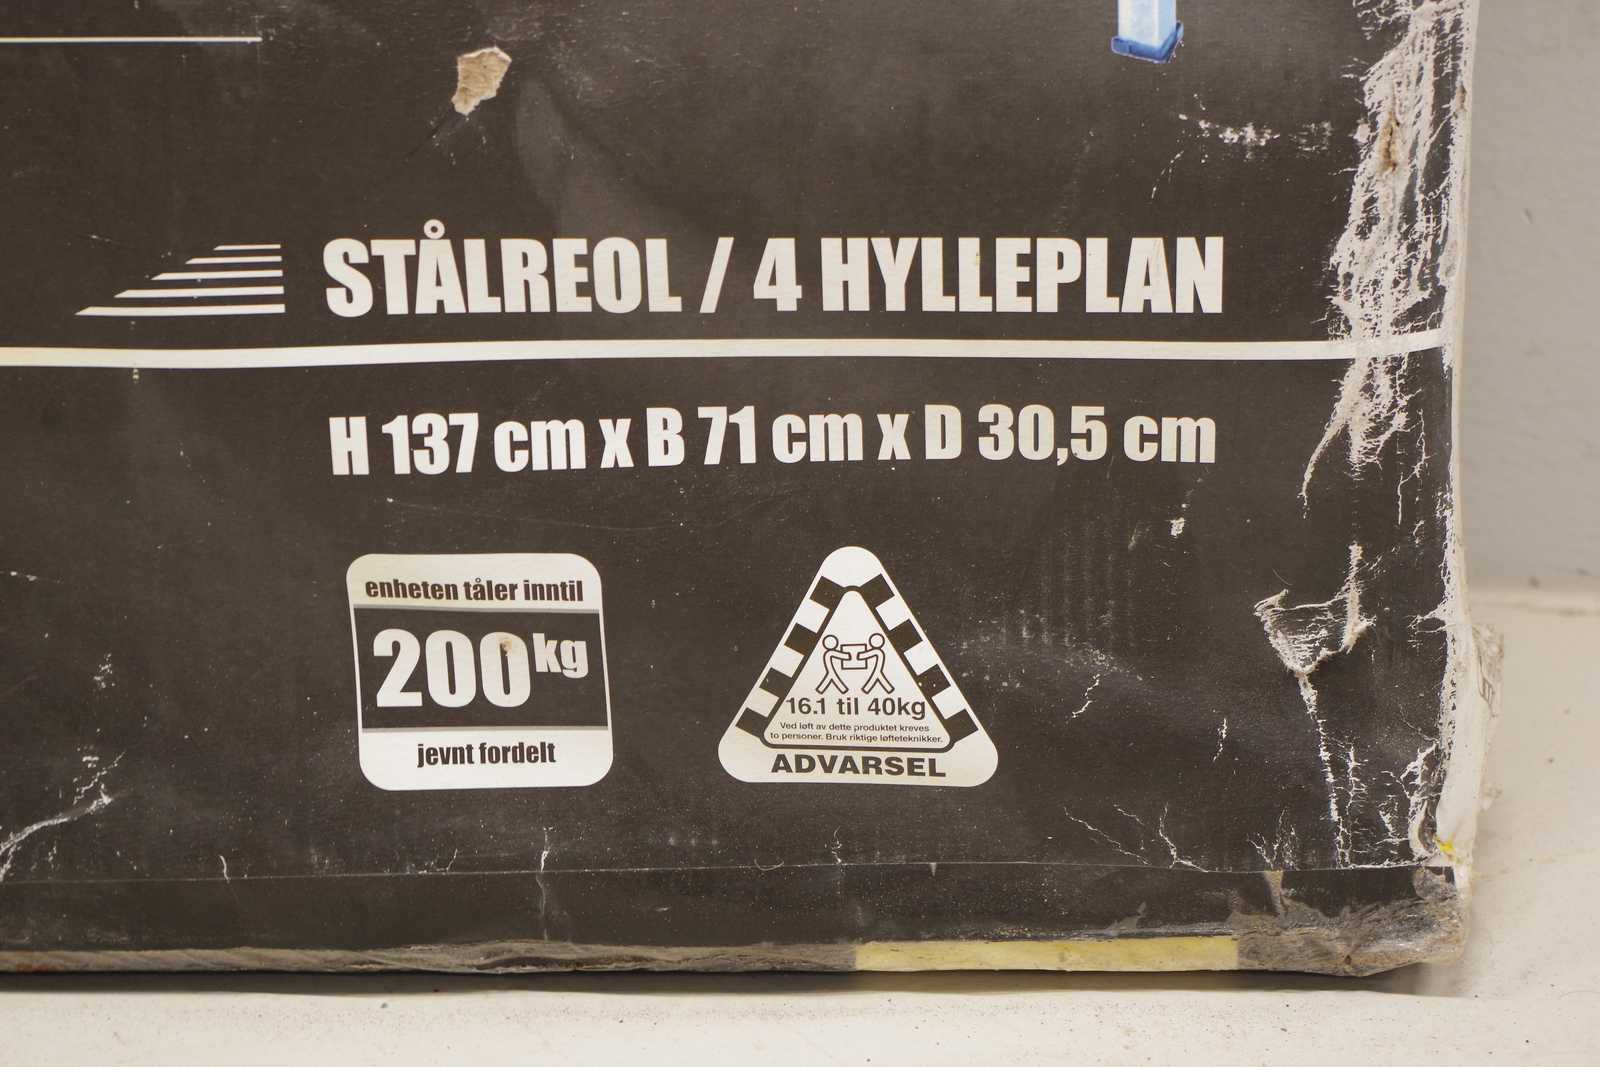 STÅLREOL / 4 HYLLEPLAN
H 137 cm x B 71 cm x D 30,5 cm
enheten tåler inntil
200kg
jevnt fordelt
16.1 til 40kg
Ved løft av dette produktet kreves
to personer. Bruk riktige løfteteknikker.
ADVARSEL